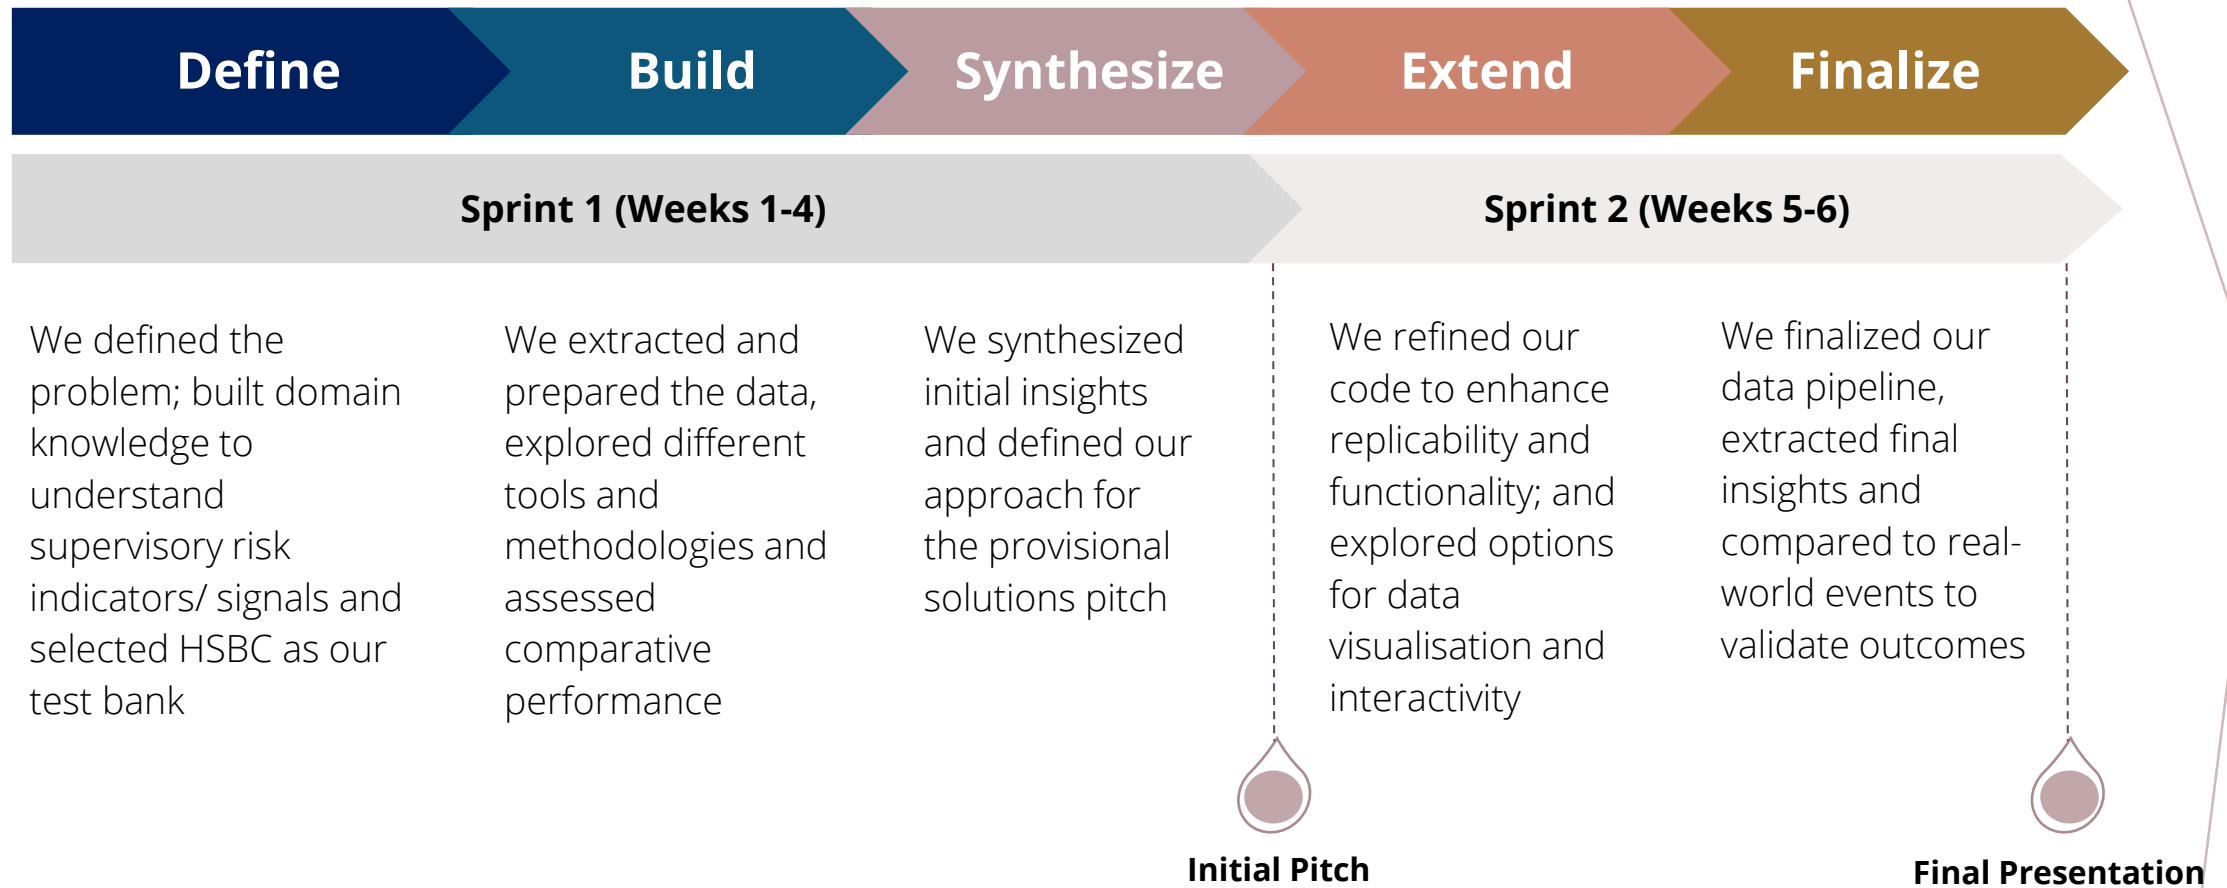 Define
Build
Synthesize
Extend
Finalize
Sprint 1 (Weeks 1-4)
Sprint 2 (Weeks 5-6)
We defined the
problem; built domain
knowledge to
understand
supervisory risk
indicators/ signals and
selected HSBC as our
test bank
We extracted and
prepared the data,
explored different
tools and
methodologies and
assessed
comparative
performance
We synthesized
initial insights
and defined our
approach for
the provisional
solutions pitch
We refined our
code to enhance
replicability and
functionality; and
explored options
for data
visualisation and
interactivity
We finalized our
data pipeline,
extracted final
insights and
compared to real-
world events to
validate outcomes
Initial Pitch
Final Presentation